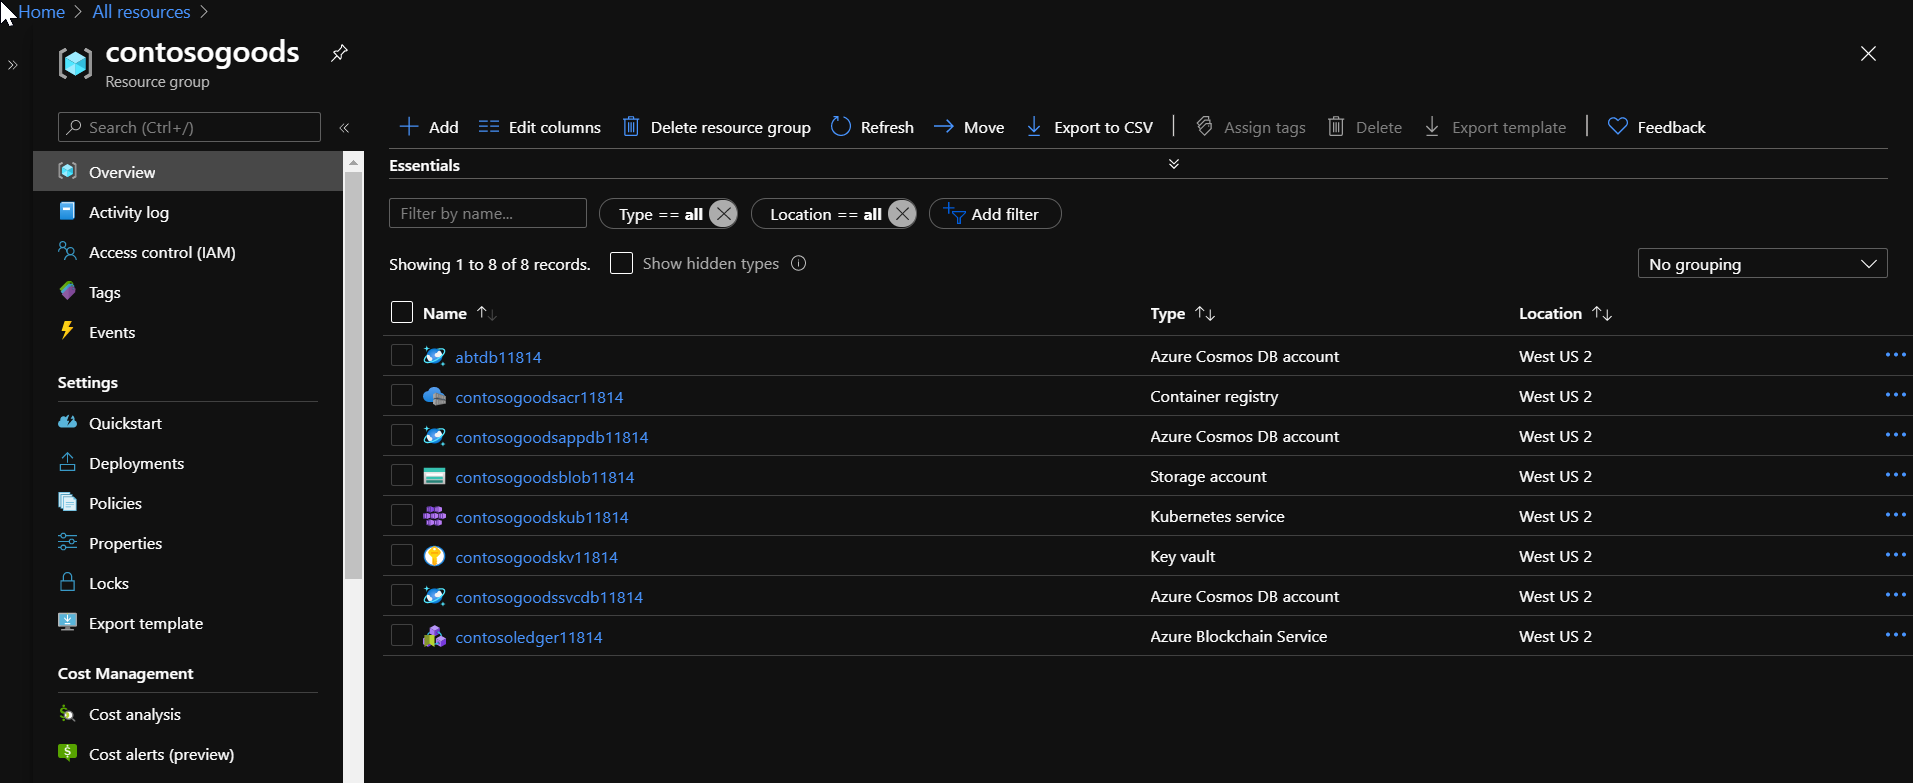 Home > All resources >
contosogoods
Resource group
Search (Ctrl+/)
Overview
Activity log
Access control (IAM)
Tags
Events
Settings
Quickstart
Deployments
Policies
Properties
Locks
Export template
Cost Management
Cost analysis
Cost alerts (preview)
Add Edit columns Delete resource group Refresh Move Export to CSV Assign tags Delete Export template Feedback
Essentials
Filter by name... Type == all Location == all Add filter
Showing 1 to 8 of 8 records. Show hidden types No grouping
Name Type Location
abtdb11814 Azure Cosmos DB account West US 2
contosogoodsacr11814 Container registry West US 2
contosogoodsappdb11814 Azure Cosmos DB account West US 2
contosogoodsblob11814 Storage account West US 2
contosogoodskub11814 Kubernetes service West US 2
contosogoodskv11814 Key vault West US 2
contosogoodssvcdb11814 Azure Cosmos DB account West US 2
contosoledger11814 Azure Blockchain Service West US 2